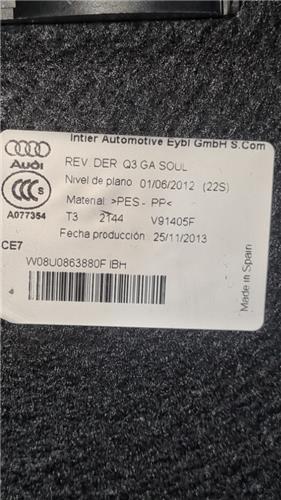 Intier Automotive Eybl GmbH S.Com
Audi
REV. DER Q3 GA SOUL
Nivel de plano 01/06/2012 (22S)
CCC S
Material >PES - PP<
A077354
T3 2144 V91405F
Fecha producción 25/11/2013
CE7
W08U0863880F IBH
Made in Spain